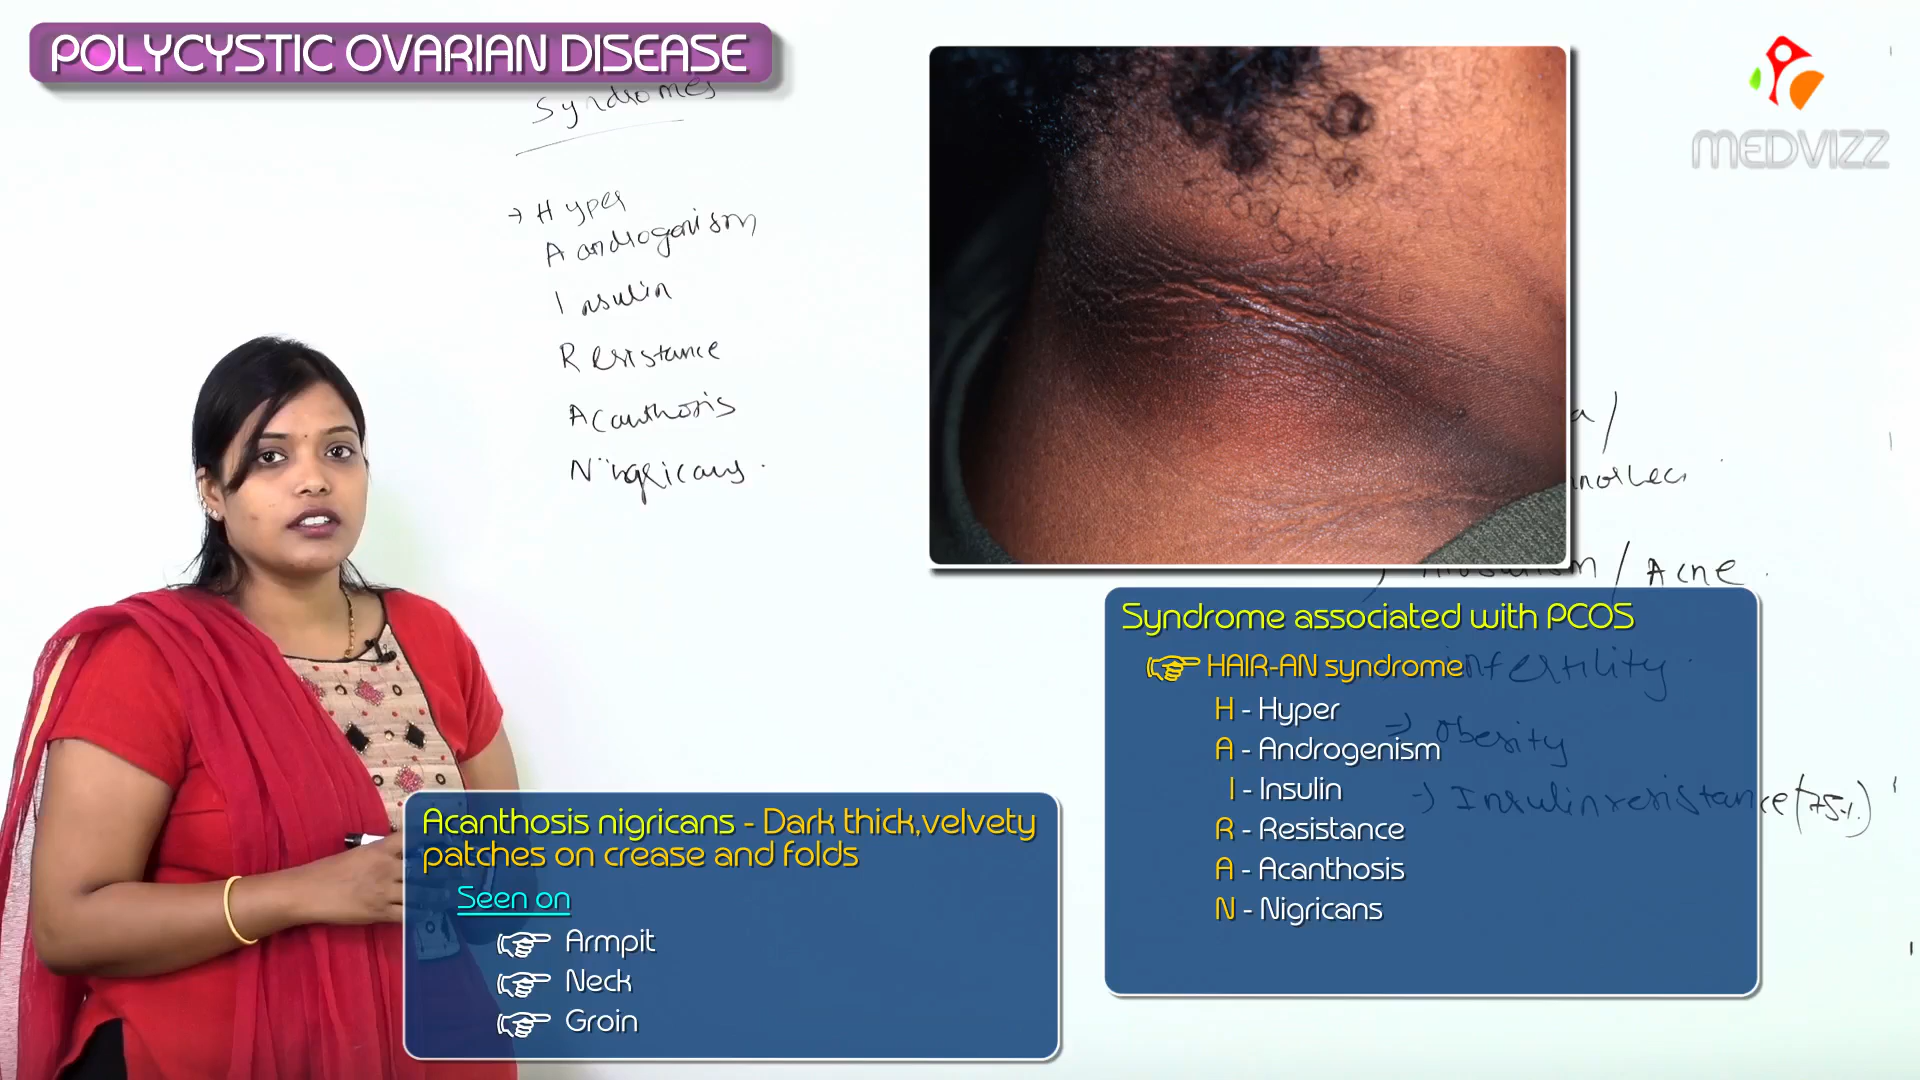 POLYCYSTIC OVARIAN DISEASE
MEDVIZZ
Syndromes
→ Hyper
A androgenism
Insulin
Resistance
Acanthosis
Nigricans.
/ Acne.
infertility.
→ Obesity
→ Insulin resistance (75%)
Syndrome associated with PCOS
HAIR-AN syndrome
H - Hyper
A - Androgenism
I - Insulin
R - Resistance
A - Acanthosis
N - Nigricans
Acanthosis nigricans - Dark thick,velvety
patches on crease and folds
Seen on
Armpit
Neck
Groin